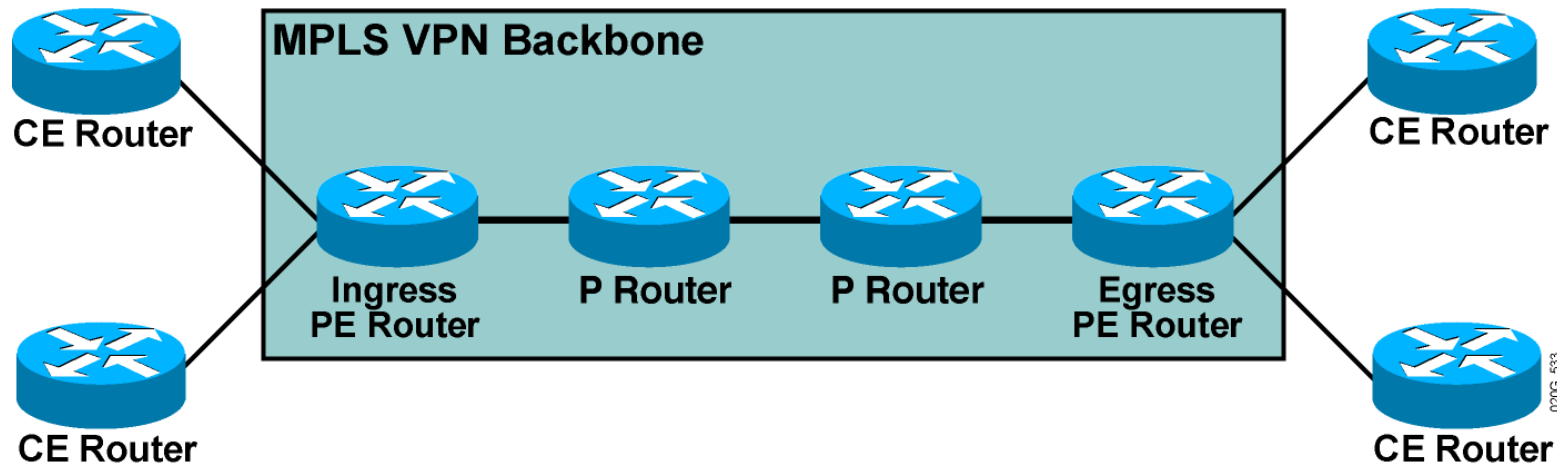 MPLS VPN Backbone
CE Router
CE Router
Ingress
PE Router
P Router
P Router
Egress
PE Router
CE Router
CE Router
020G_533